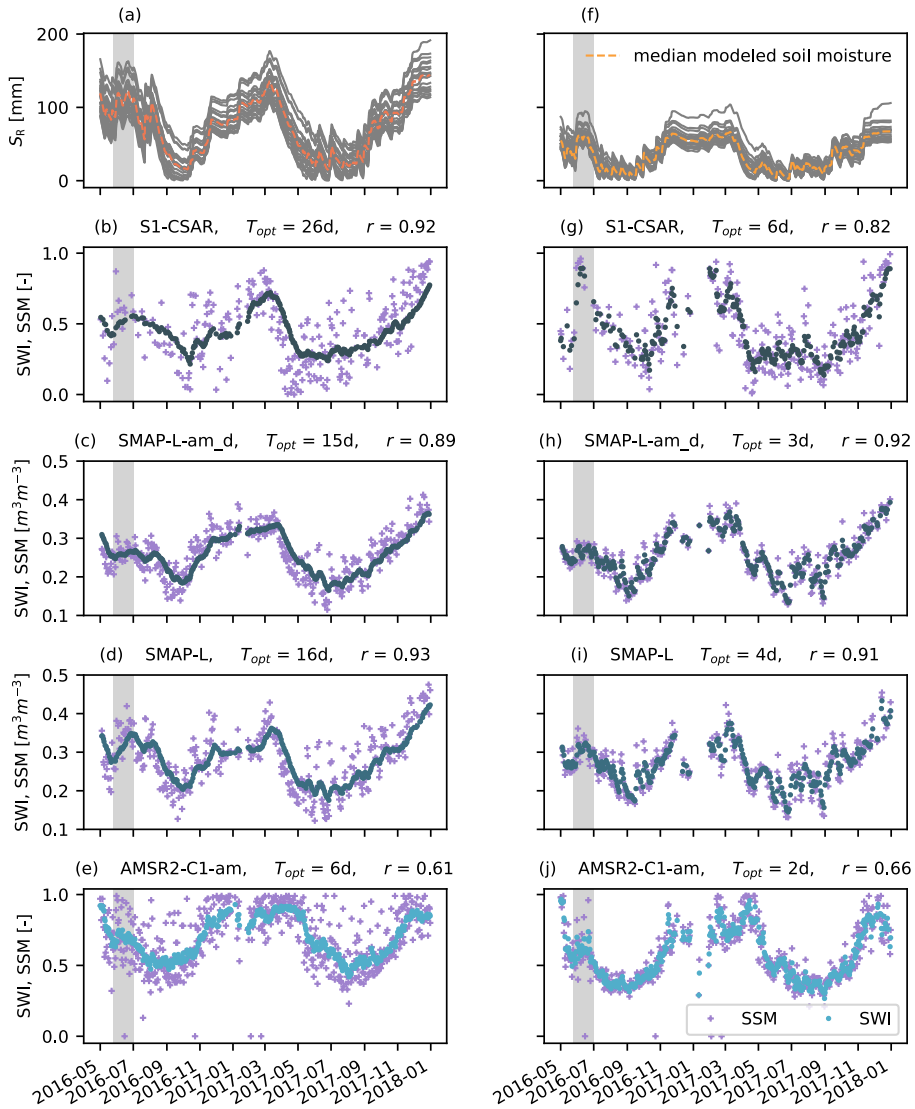 (a)
200
100
0
S_R [mm]
(b) S1-CSAR, T_opt = 26d, r = 0.92
1.0
0.5
0.0
SWI, SSM [-]
(c) SMAP-L-am_d, T_opt = 15d, r = 0.89
0.5
0.4
0.3
0.2
0.1
SWI, SSM [m³m⁻³]
(d) SMAP-L, T_opt = 16d, r = 0.93
0.5
0.4
0.3
0.2
0.1
SWI, SSM [m³m⁻³]
(e) AMSR2-C1-am, T_opt = 6d, r = 0.61
1.0
0.5
0.0
SWI, SSM [-]
2016-05
2016-07
2016-09
2016-11
2017-01
2017-03
2017-05
2017-07
2017-09
2017-11
2018-01
(f)
median modeled soil moisture
(g) S1-CSAR, T_opt = 6d, r = 0.82
(h) SMAP-L-am_d, T_opt = 3d, r = 0.92
(i) SMAP-L T_opt = 4d, r = 0.91
(j) AMSR2-C1-am, T_opt = 2d, r = 0.66
SSM SWI
2016-05
2016-07
2016-09
2016-11
2017-01
2017-03
2017-05
2017-07
2017-09
2017-11
2018-01